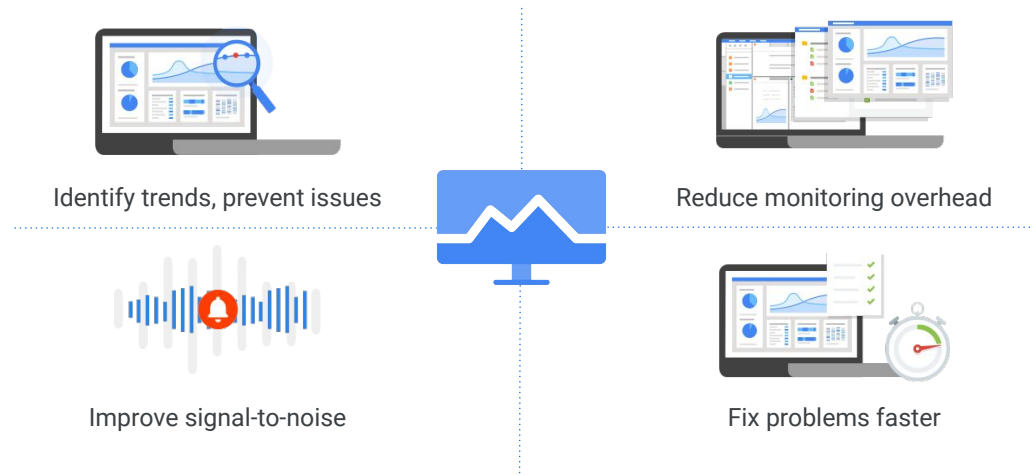 Identify trends, prevent issues
Reduce monitoring overhead
Improve signal-to-noise
Fix problems faster